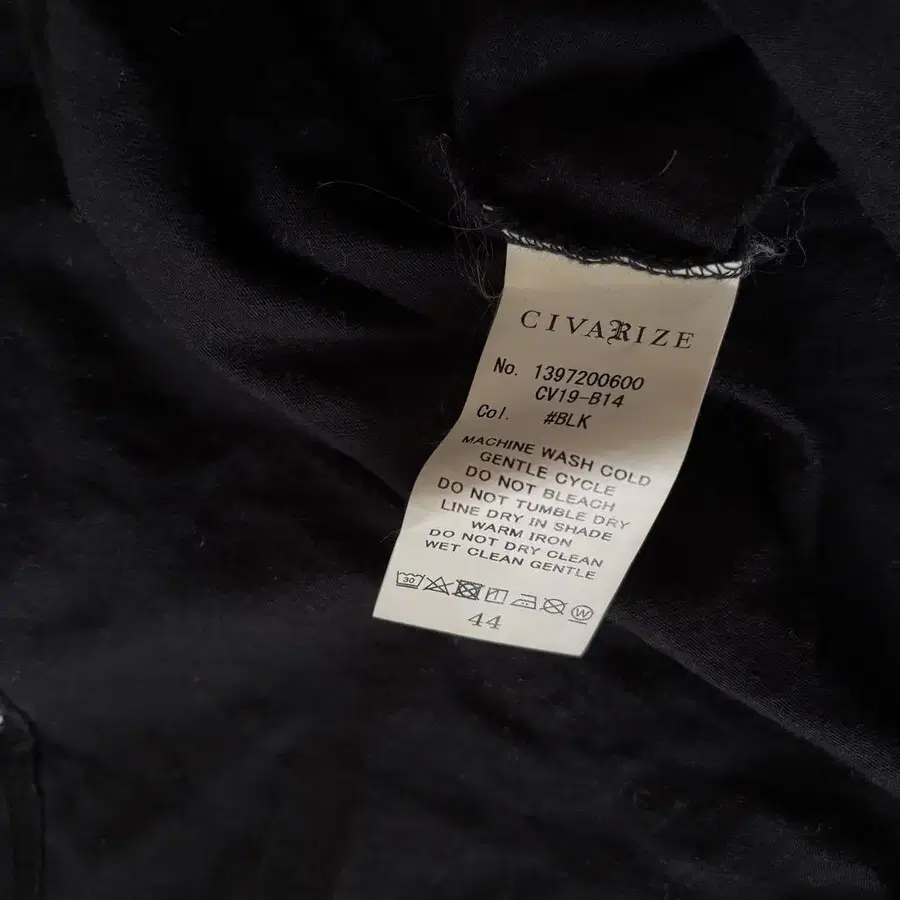 CIVARIZE
No. 1397200600
CV19-B14
Col. #BLK
MACHINE WASH COLD
GENTLE CYCLE
DO NOT BLEACH
DO NOT TUMBLE DRY
LINE DRY IN SHADE
WARM IRON
DO NOT DRY CLEAN
WET CLEAN GENTLE
30
W
44